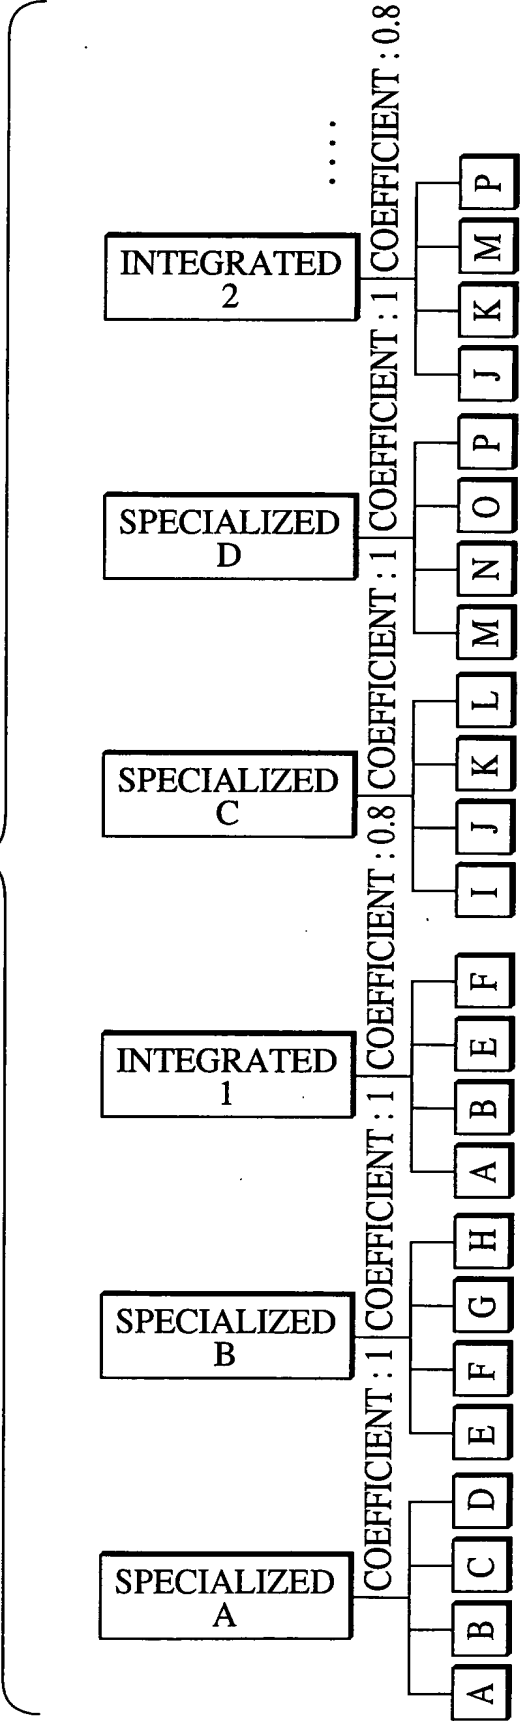 SPECIALIZED
A
COEFFICIENT : 1
A B C D
SPECIALIZED
B
COEFFICIENT : 1
E F G H
INTEGRATED
1
COEFFICIENT : 0.8
A B E F
SPECIALIZED
C
COEFFICIENT : 1
I J K L
SPECIALIZED
D
COEFFICIENT : 1
M N O P
INTEGRATED
2
COEFFICIENT : 0.8
J K M P
. . . .